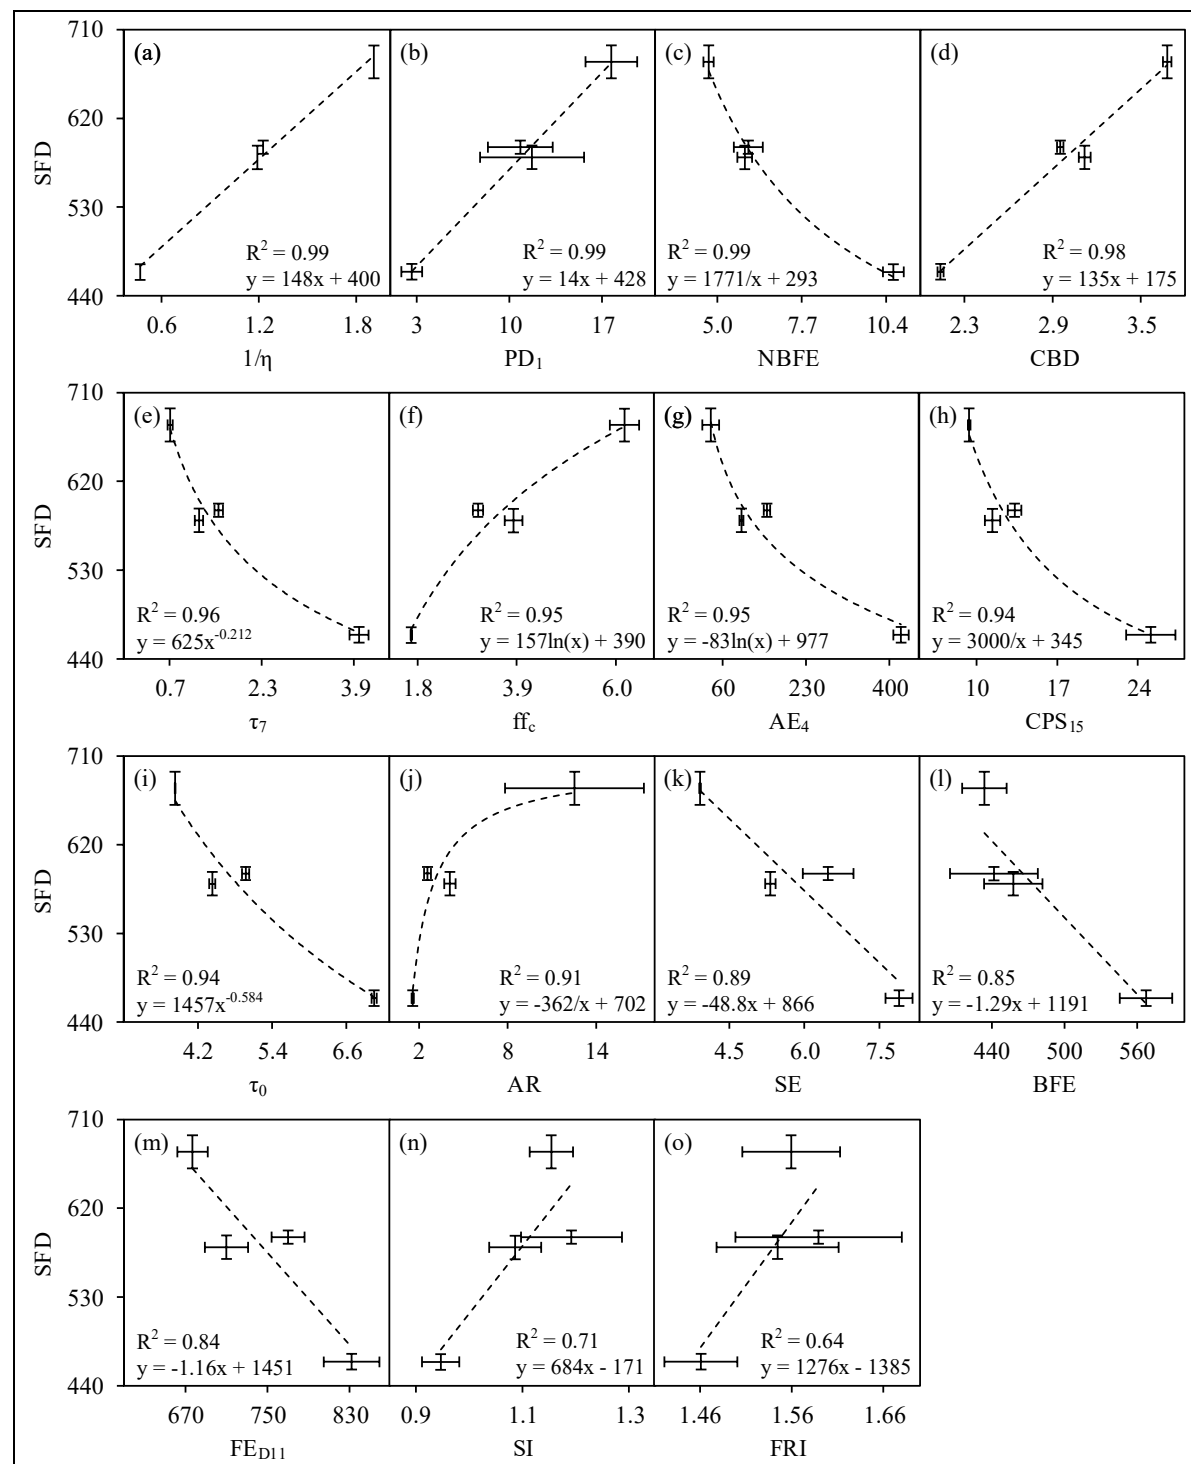 710
620
530
440
SFD
(a)
R² = 0.99
y = 148x + 400
0.6 1.2 1.8
1/η
(b)
R² = 0.99
y = 14x + 428
3 10 17
PD₁
(c)
R² = 0.99
y = 1771/x + 293
5.0 7.7 10.4
NBFE
(d)
R² = 0.98
y = 135x + 175
2.3 2.9 3.5
CBD
710
620
530
440
SFD
(e)
R² = 0.96
y = 625x⁻⁰·²¹²
0.7 2.3 3.9
τ₇
(f)
R² = 0.95
y = 157ln(x) + 390
1.8 3.9 6.0
ff_c
(g)
R² = 0.95
y = -83ln(x) + 977
60 230 400
AE₄
(h)
R² = 0.94
y = 3000/x + 345
10 17 24
CPS₁₅
710
620
530
440
SFD
(i)
R² = 0.94
y = 1457x⁻⁰·⁵⁸⁴
4.2 5.4 6.6
τ₀
(j)
R² = 0.91
y = -362/x + 702
2 8 14
AR
(k)
R² = 0.89
y = -48.8x + 866
4.5 6.0 7.5
SE
(l)
R² = 0.85
y = -1.29x + 1191
440 500 560
BFE
710
620
530
440
SFD
(m)
R² = 0.84
y = -1.16x + 1451
670 750 830
FE_D11
(n)
R² = 0.71
y = 684x - 171
0.9 1.1 1.3
SI
(o)
R² = 0.64
y = 1276x - 1385
1.46 1.56 1.66
FRI